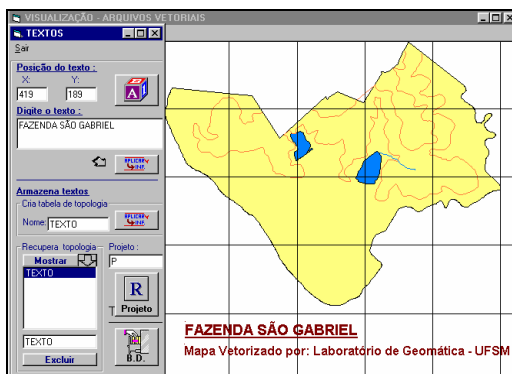 VISUALIZAÇÃO - ARQUIVOS VETORIAIS
TEXTOS
Sair
Posição do texto :
X: Y:
419 189
A
Digite o texto :
FAZENDA SÃO GABRIEL
APLICAR
Armazena textos
Cria tabela de topologia
Nome: TEXTO
APLICAR
Recupera topologia Projeto :
Mostrar P
TEXTO
R
T Projeto
TEXTO
Excluir
B.D.
FAZENDA SÃO GABRIEL
Mapa Vetorizado por: Laboratório de Geomática - UFSM